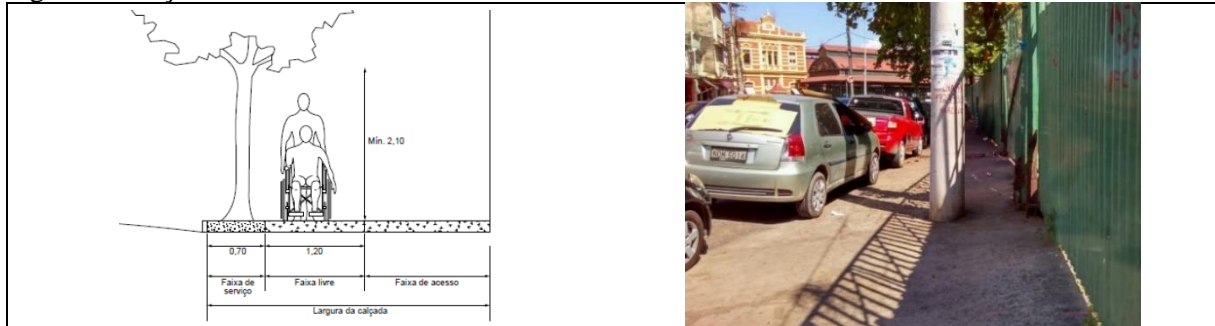 Mín. 2,10
0,70 1,20
Faixa de Faixa livre Faixa de acesso
serviço
Largura da calçada